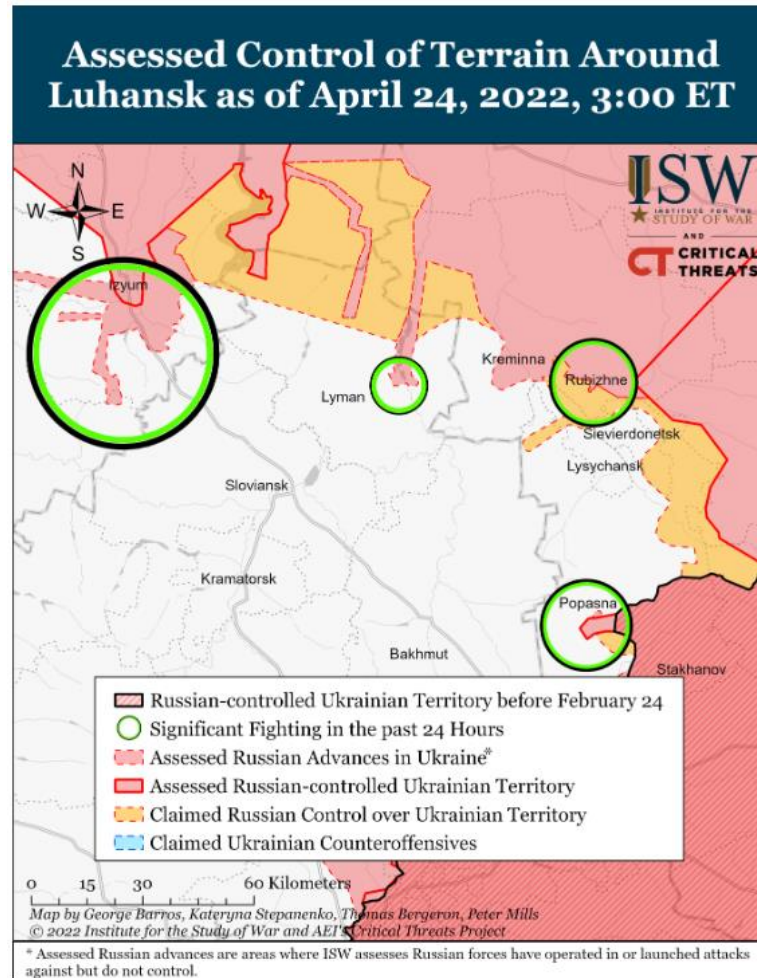 Assessed Control of Terrain Around
Luhansk as of April 24, 2022, 3:00 ET
N
W E
S
ISW
INSTITUTE FOR THE
STUDY OF WAR
AND
CT CRITICAL
THREATS
Izyum
Kreminna
Rubizhne
Lyman
Sievierdonetsk
Lysychansk
Sloviansk
Kramatorsk
Popasna
Bakhmut
Stakhanov
Russian-controlled Ukrainian Territory before February 24
Significant Fighting in the past 24 Hours
Assessed Russian Advances in Ukraine*
Assessed Russian-controlled Ukrainian Territory
Claimed Russian Control over Ukrainian Territory
Claimed Ukrainian Counteroffensives
0 15 30 60 Kilometers
Map by George Barros, Kateryna Stepanenko, Thomas Bergeron, Peter Mills
© 2022 Institute for the Study of War and AEI's Critical Threats Project
* Assessed Russian advances are areas where ISW assesses Russian forces have operated in or launched attacks
against but do not control.